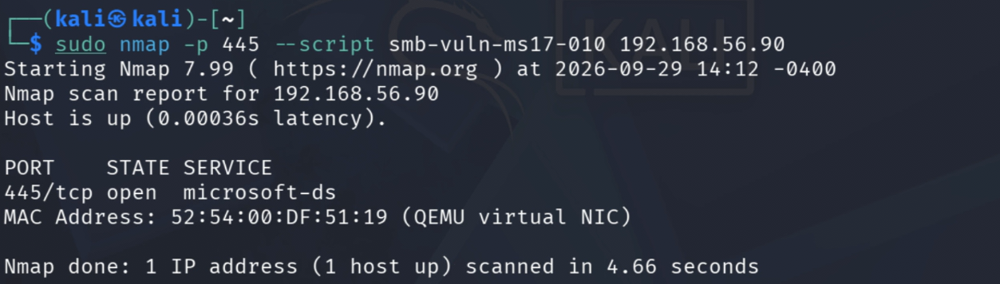 ┌──(kali㉿kali)-[~]
└─$ sudo nmap -p 445 --script smb-vuln-ms17-010 192.168.56.90
Starting Nmap 7.99 ( https://nmap.org ) at 2026-09-29 14:12 -0400
Nmap scan report for 192.168.56.90
Host is up (0.00036s latency).

PORT    STATE SERVICE
445/tcp open  microsoft-ds
MAC Address: 52:54:00:DF:51:19 (QEMU virtual NIC)

Nmap done: 1 IP address (1 host up) scanned in 4.66 seconds